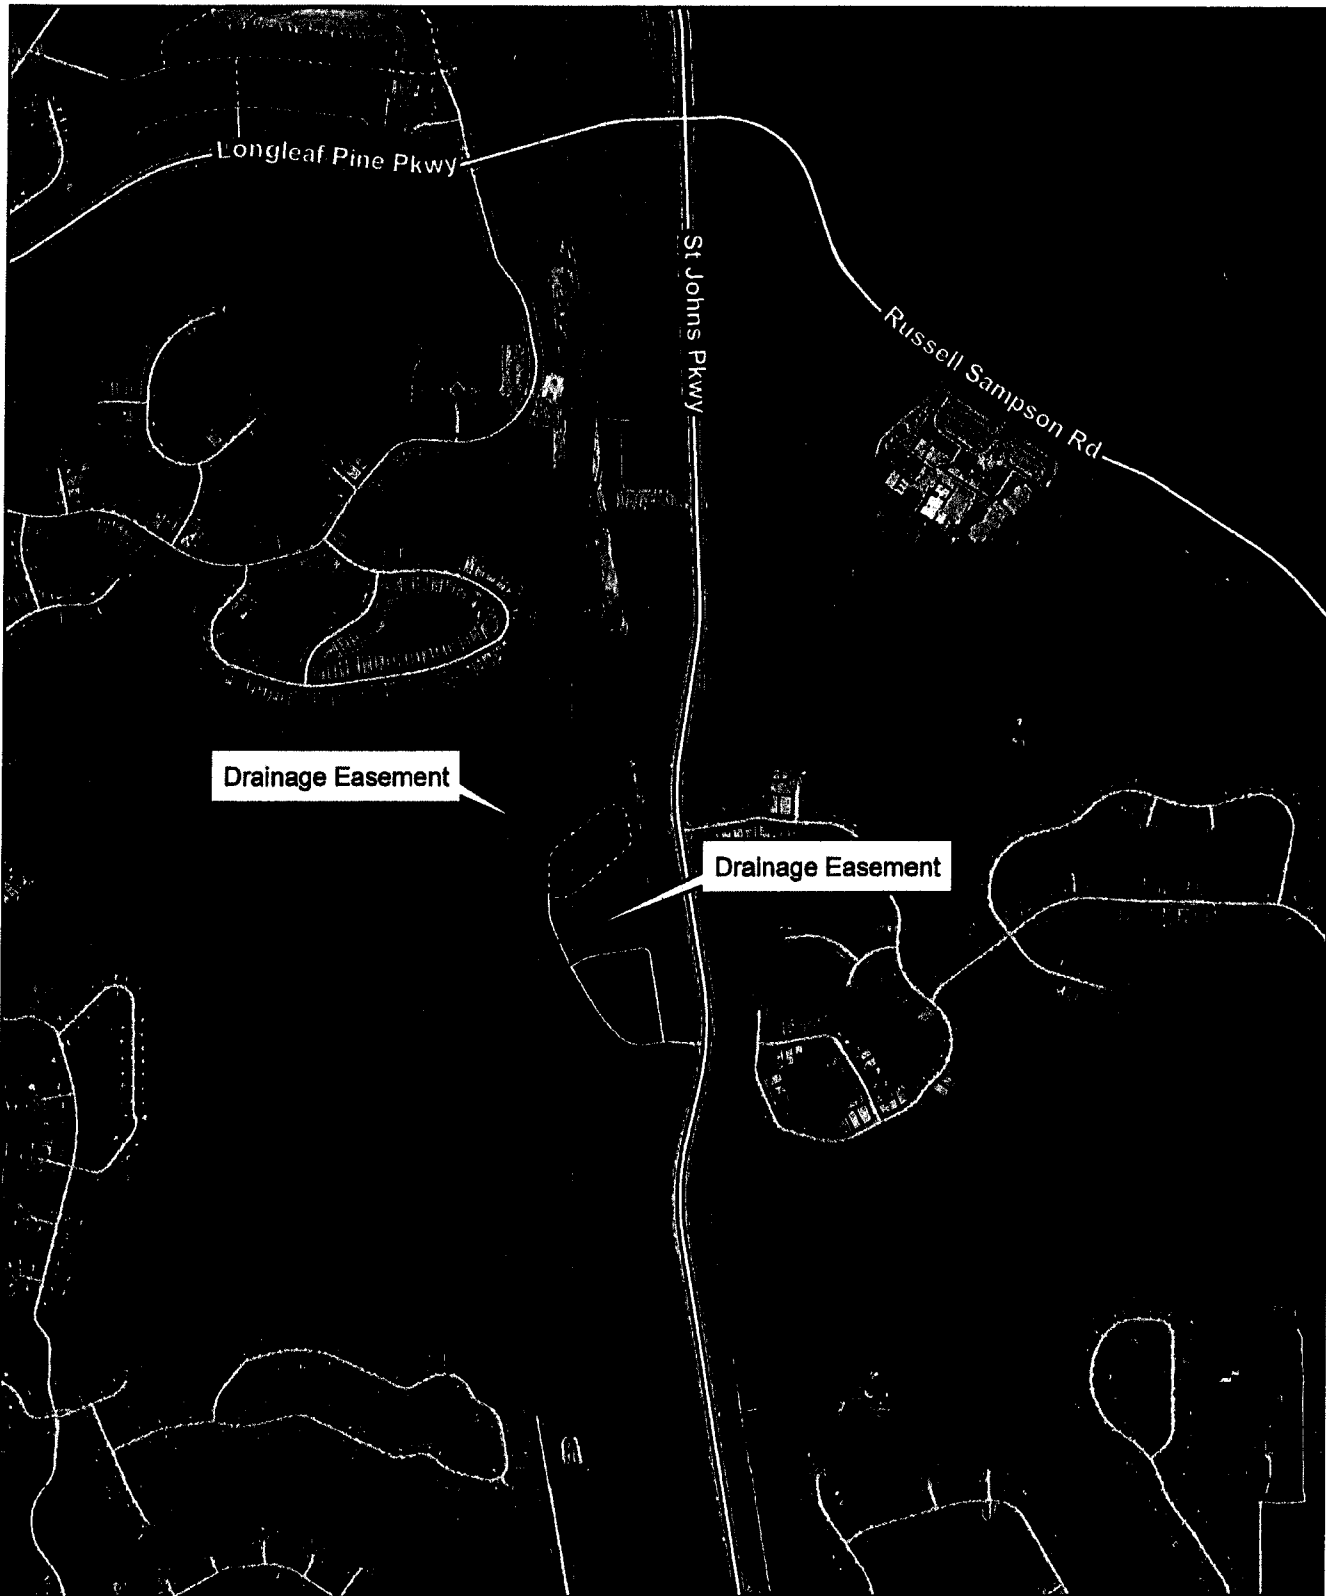 Longleaf Pine Pkwy
St Johns Pkwy
Russell Sampson Rd
Drainage Easement
Drainage Easement